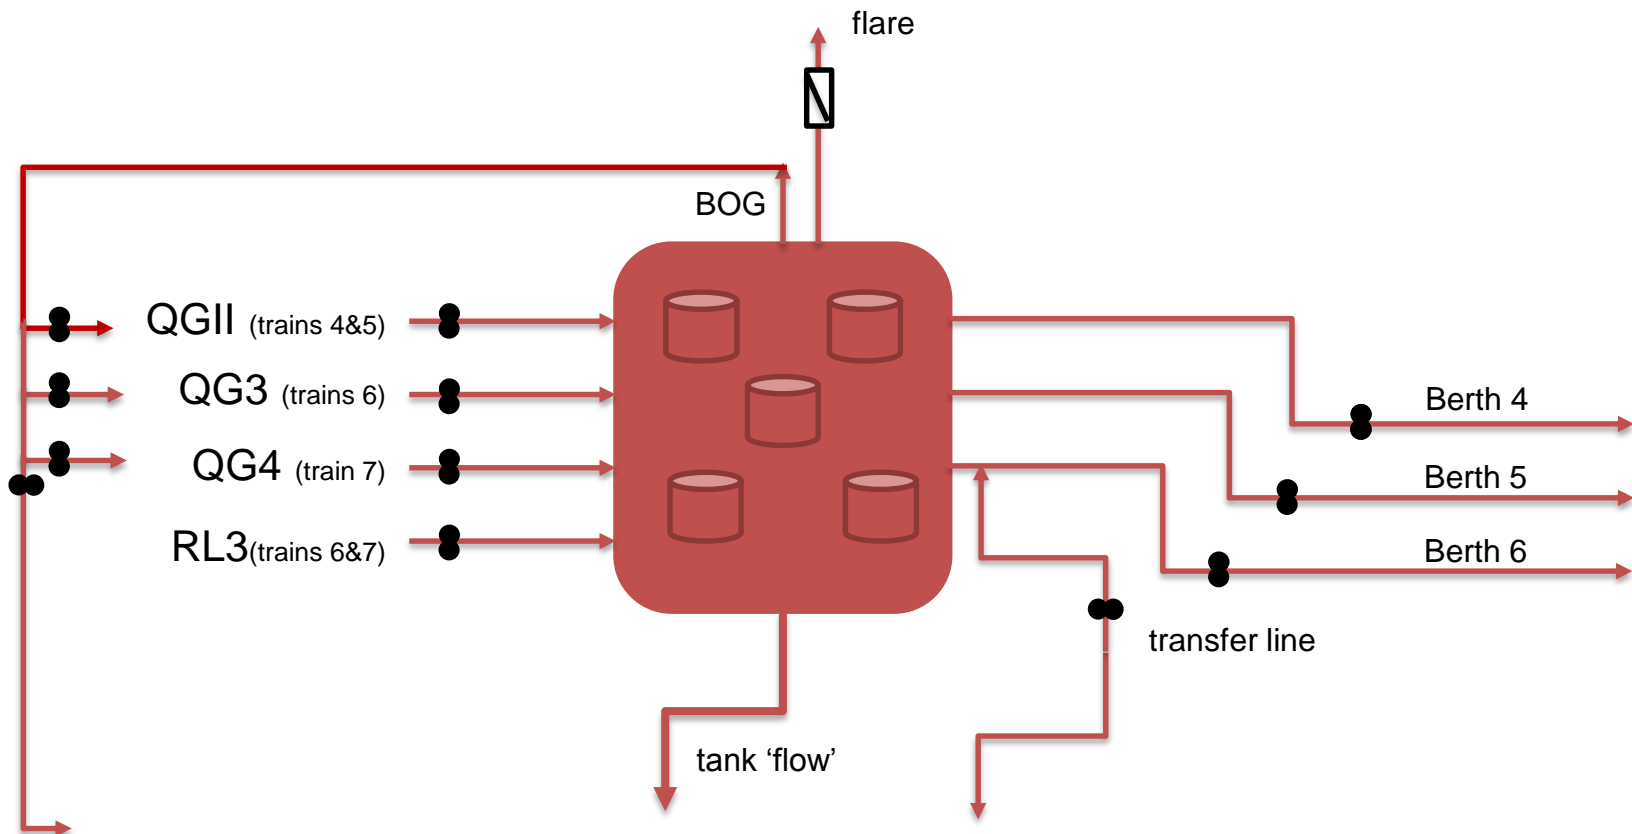 flare
BOG
QGII (trains 4&5)
QG3 (trains 6)
QG4 (train 7)
RL3(trains 6&7)
Berth 4
Berth 5
Berth 6
transfer line
tank ‘flow’